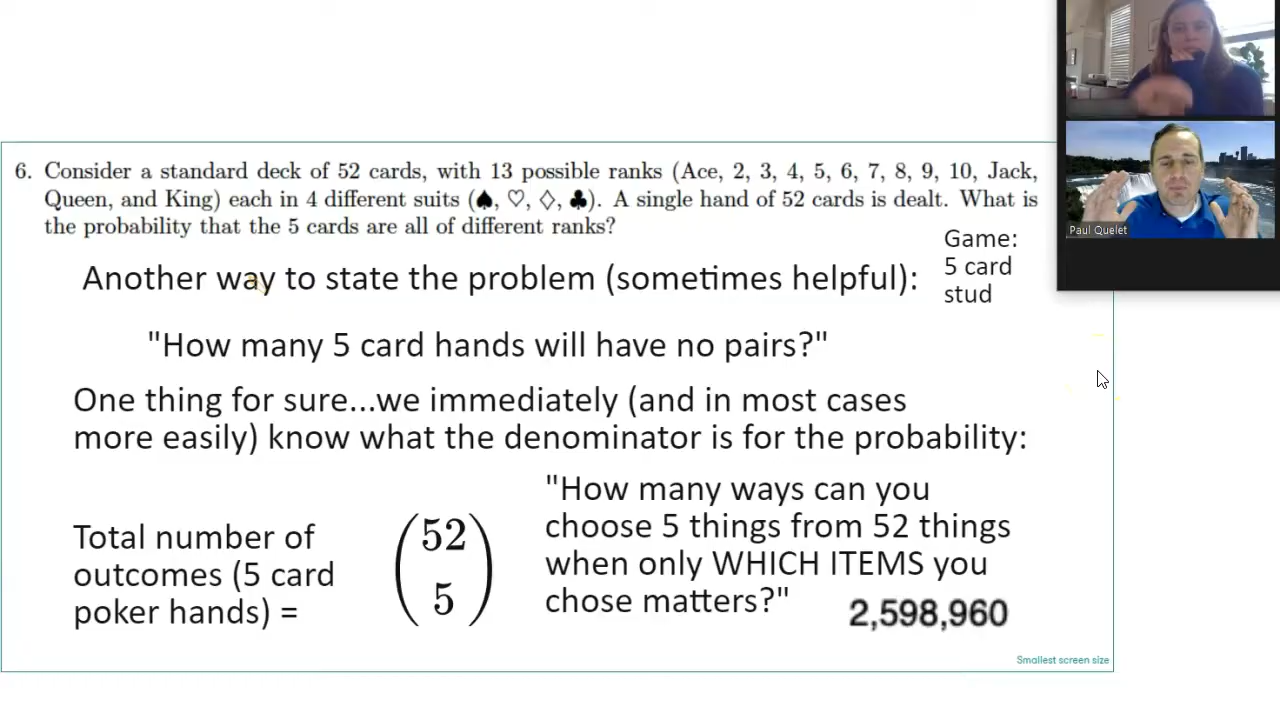 6. Consider a standard deck of 52 cards, with 13 possible ranks (Ace, 2, 3, 4, 5, 6, 7, 8, 9, 10, Jack,
Queen, and King) each in 4 different suits (♠, ♡, ♢, ♣). A single hand of 52 cards is dealt. What is
the probability that the 5 cards are all of different ranks?
Game:
5 card
stud
Another way to state the problem (sometimes helpful):
"How many 5 card hands will have no pairs?"
One thing for sure...we immediately (and in most cases
more easily) know what the denominator is for the probability:
Total number of
outcomes (5 card
poker hands) =
(52
5)
"How many ways can you
choose 5 things from 52 things
when only WHICH ITEMS you
chose matters?"
2,598,960
Smallest screen size
Paul Quelet